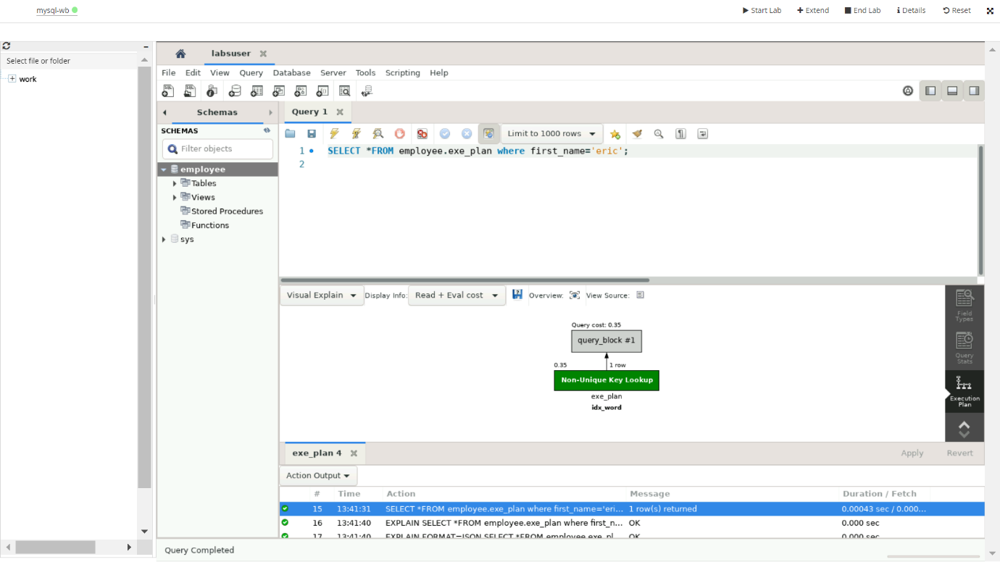 mysql-wb
Start Lab Extend End Lab Details Reset
Select file or folder
work
labsuser
File Edit View Query Database Server Tools Scripting Help
Schemas
Query 1
SCHEMAS
Limit to 1000 rows
Filter objects
1 SELECT *FROM employee.exe_plan where first_name='eric';
2
employee
Tables
Views
Stored Procedures
Functions
sys
Visual Explain Display Info: Read + Eval cost Overview: View Source:
Field
Types
Query
Stats
Execution
Plan
Query cost: 0.35
query_block #1
0.35 1 row
Non-Unique Key Lookup
exe_plan
idx_word
exe_plan 4
Apply Revert
Action Output
# Time Action Message Duration / Fetch
15 13:41:31 SELECT *FROM employee.exe_plan where first_name='eri... 1 row(s) returned 0.00043 sec / 0.000...
16 13:41:40 EXPLAIN SELECT *FROM employee.exe_plan where first_n... OK 0.000 sec
17 13:41:40 EXPLAIN FORMAT=JSON SELECT *FROM employee.exe_pl... OK 0.000 sec
Query Completed